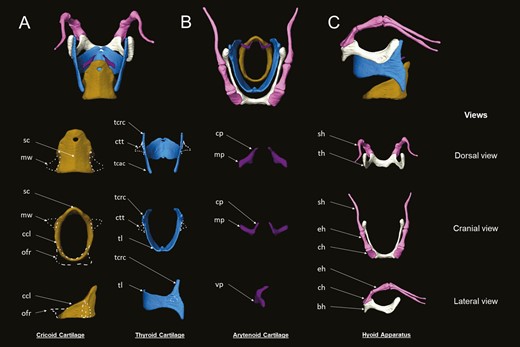 A
B
C
Views
sc
mw
tcrc
ctt
tcac
cp
mp
sh
th
Dorsal view
sc
mw
ccl
ofr
tcrc
ctt
tl
cp
mp
sh
eh
ch
Cranial view
ccl
ofr
tcrc
tl
vp
eh
ch
bh
Lateral view
Cricoid Cartilage
Thyroid Cartilage
Arytenoid Cartilage
Hyoid Apparatus